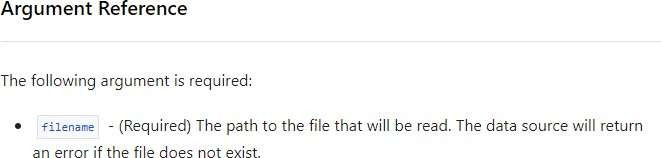 Argument Reference
The following argument is required:
• filename - (Required) The path to the file that will be read. The data source will return
an error if the file does not exist.